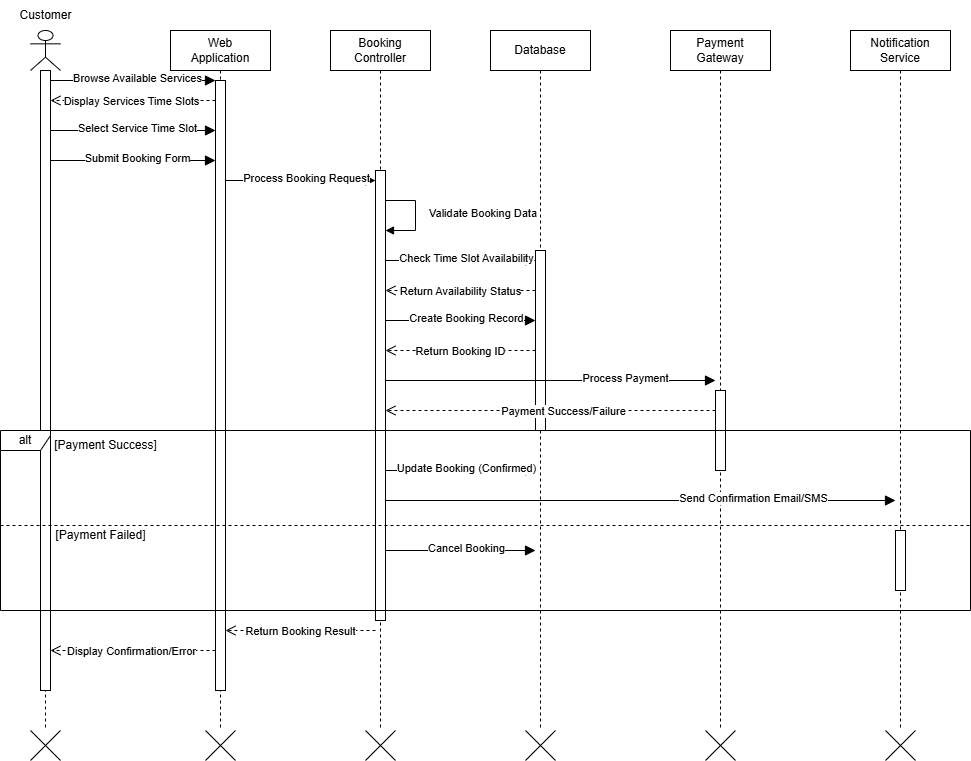 Customer
Web
Application
Booking
Controller
Database
Payment
Gateway
Notification
Service
Browse Available Services
Display Services Time Slots
Select Service Time Slot
Submit Booking Form
Process Booking Request
Validate Booking Data
Check Time Slot Availability
Return Availability Status
Create Booking Record
Return Booking ID
Process Payment
Payment Success/Failure
alt
[Payment Success]
Update Booking (Confirmed)
Send Confirmation Email/SMS
[Payment Failed]
Cancel Booking
Return Booking Result
Display Confirmation/Error